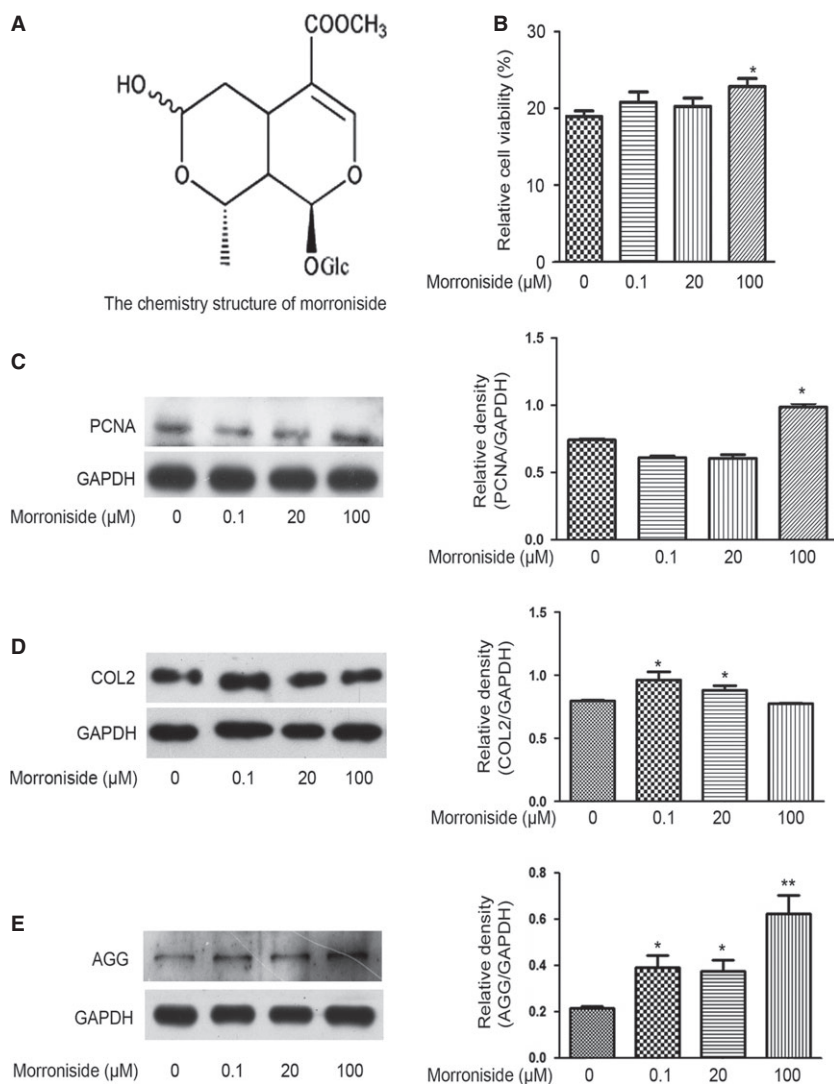 A
COOCH₃
HO
O
O
OGlc
The chemistry structure of morroniside
B
Relative cell viability (%)
30
20
10
0
*
Morroniside (µM) 0 0.1 20 100
C
PCNA
GAPDH
Morroniside (µM) 0 0.1 20 100
Relative density
(PCNA/GAPDH)
1.5
1.0
0.5
0.0
*
Morroniside (µM) 0 0.1 20 100
D
COL2
GAPDH
Morroniside (µM) 0 0.1 20 100
Relative density
(COL2/GAPDH)
1.5
1.0
0.5
0.0
* *
Morroniside (µM) 0 0.1 20 100
E
AGG
GAPDH
Morroniside (µM) 0 0.1 20 100
Relative density
(AGG/GAPDH)
0.8
0.6
0.4
0.2
0.0
* * **
Morroniside (µM) 0 0.1 20 100